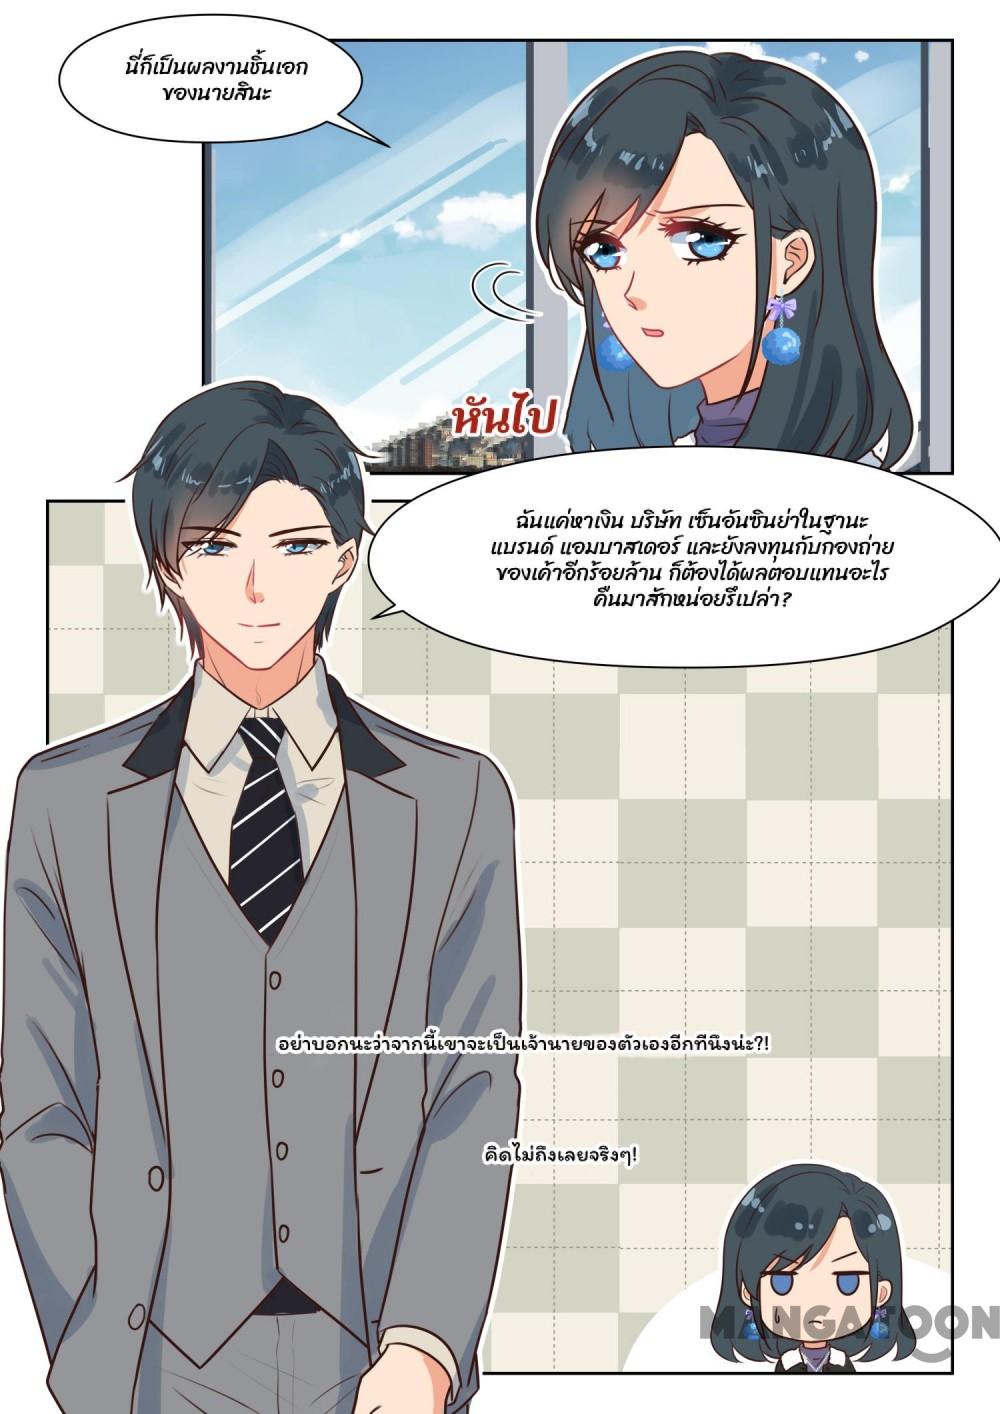 นี่ก็เป็นผลงานชิ้นเอก
ของนายสินะ
หันไป
ฉันแค่หาเงิน บริษัท เซ็นอันซินย่าในฐานะ
แบรนด์ แอมบาสเดอร์ และยังลงทุนกับกองถ่าย
ของเค้าอีกร้อยล้าน ก็ต้องได้ผลตอบแทนอะไร
คืนมาสักหน่อยรึเปล่า?
อย่าบอกนะว่าจากนี้เขาจะเป็นเจ้านายของตัวเองอีกทีนึงน่ะ?!
คิดไม่ถึงเลยจริงๆ!
MANGATOON